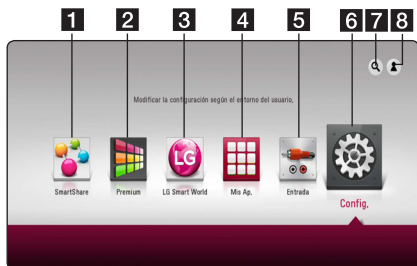 1 2 3 4 5 6 7 8
Modificar la configuración según el entorno del usuario.
LG
SmartShare Premium LG Smart World Mis Ap. Entrada
Config.